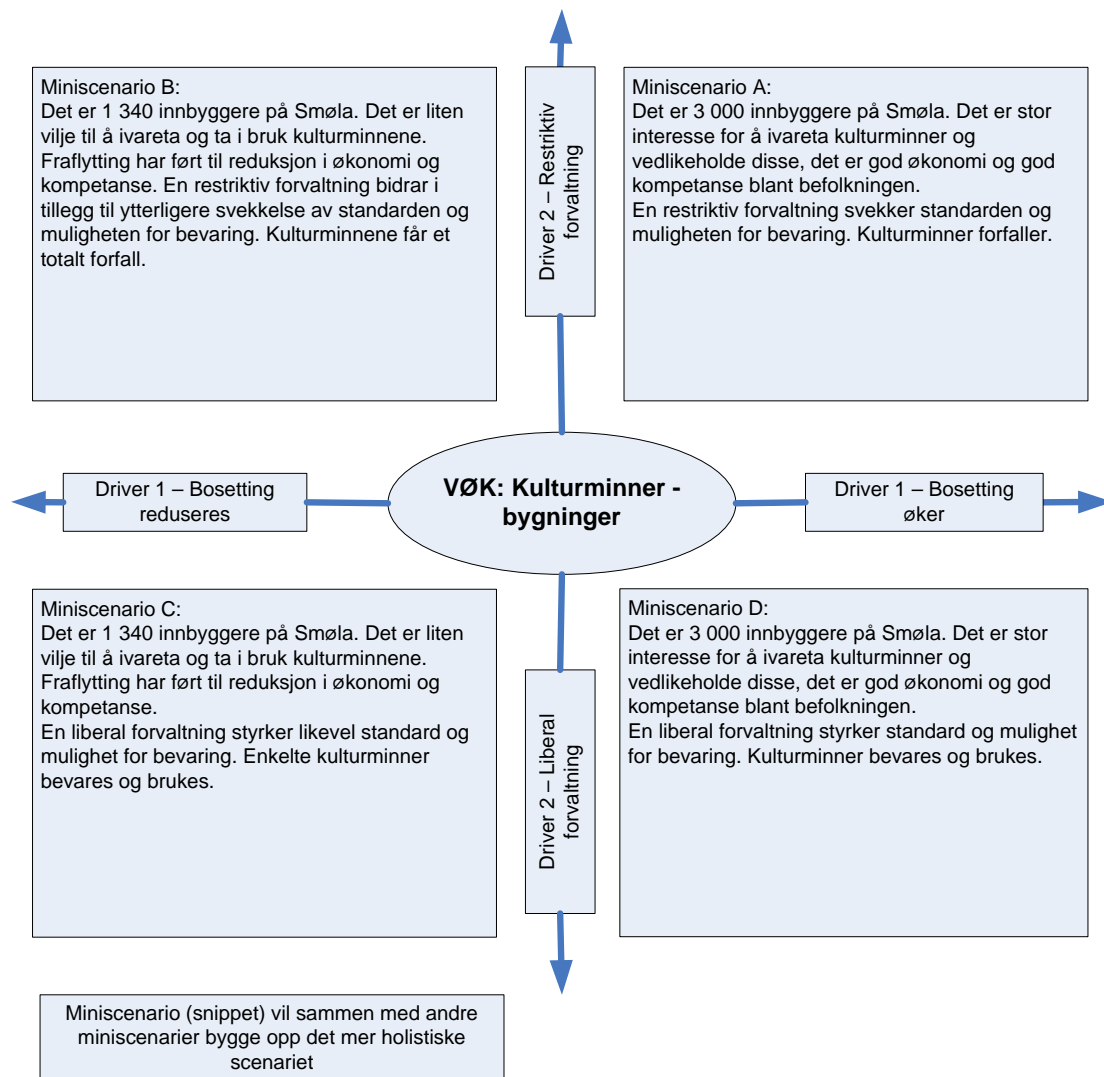 Miniscenario B:
Det er 1 340 innbyggere på Smøla. Det er liten
vilje til å ivareta og ta i bruk kulturminnene.
Fraflytting har ført til reduksjon i økonomi og
kompetanse. En restriktiv forvaltning bidrar i
tillegg til ytterligere svekkelse av standarden og
muligheten for bevaring. Kulturminnene får et
totalt forfall.
Driver 2 – Restriktiv
forvaltning
Miniscenario A:
Det er 3 000 innbyggere på Smøla. Det er stor
interesse for å ivareta kulturminner og
vedlikeholde disse, det er god økonomi og god
kompetanse blant befolkningen.
En restriktiv forvaltning svekker standarden og
muligheten for bevaring. Kulturminner forfaller.
Driver 1 – Bosetting
reduseres
VØK: Kulturminner -
bygninger
Driver 1 – Bosetting
øker
Miniscenario C:
Det er 1 340 innbyggere på Smøla. Det er liten
vilje til å ivareta og ta i bruk kulturminnene.
Fraflytting har ført til reduksjon i økonomi og
kompetanse.
En liberal forvaltning styrker likevel standard og
mulighet for bevaring. Enkelte kulturminner
bevares og brukes.
Driver 2 – Liberal
forvaltning
Miniscenario D:
Det er 3 000 innbyggere på Smøla. Det er stor
interesse for å ivareta kulturminner og
vedlikeholde disse, det er god økonomi og god
kompetanse blant befolkningen.
En liberal forvaltning styrker standard og mulighet
for bevaring. Kulturminner bevares og brukes.
Miniscenario (snippet) vil sammen med andre
miniscenarier bygge opp det mer holistiske
scenariet